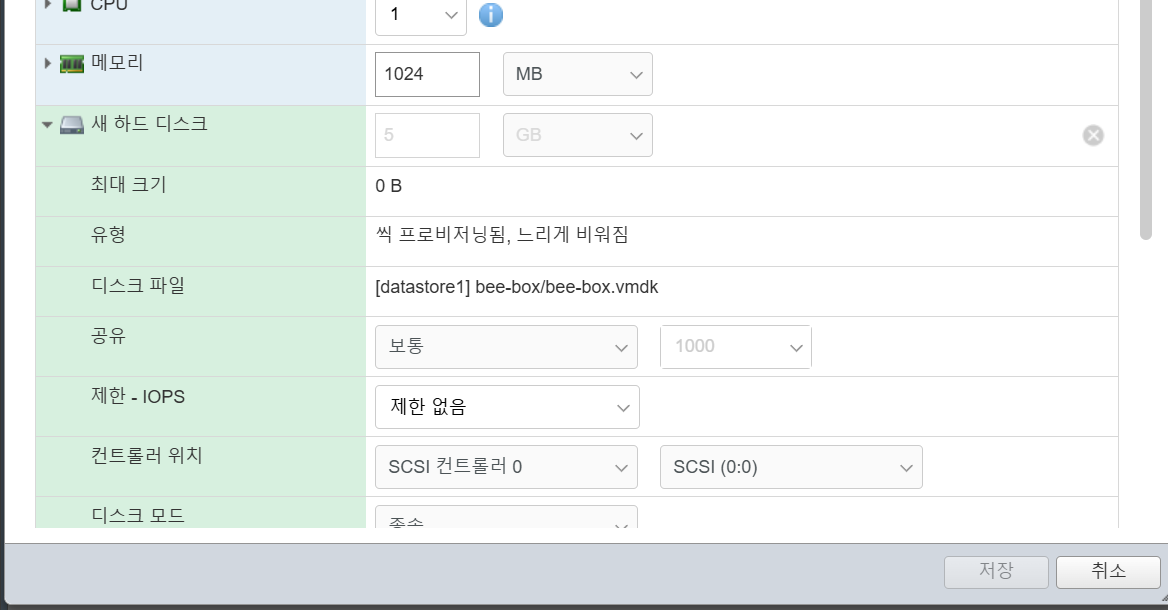 CPU 1
메모리 1024 MB
새 하드 디스크 5 GB
최대 크기 0 B
유형 씩 프로비저닝됨, 느리게 비워짐
디스크 파일 [datastore1] bee-box/bee-box.vmdk
공유 보통 1000
제한 - IOPS 제한 없음
컨트롤러 위치 SCSI 컨트롤러 0 SCSI (0:0)
디스크 모드 종속
저장 취소